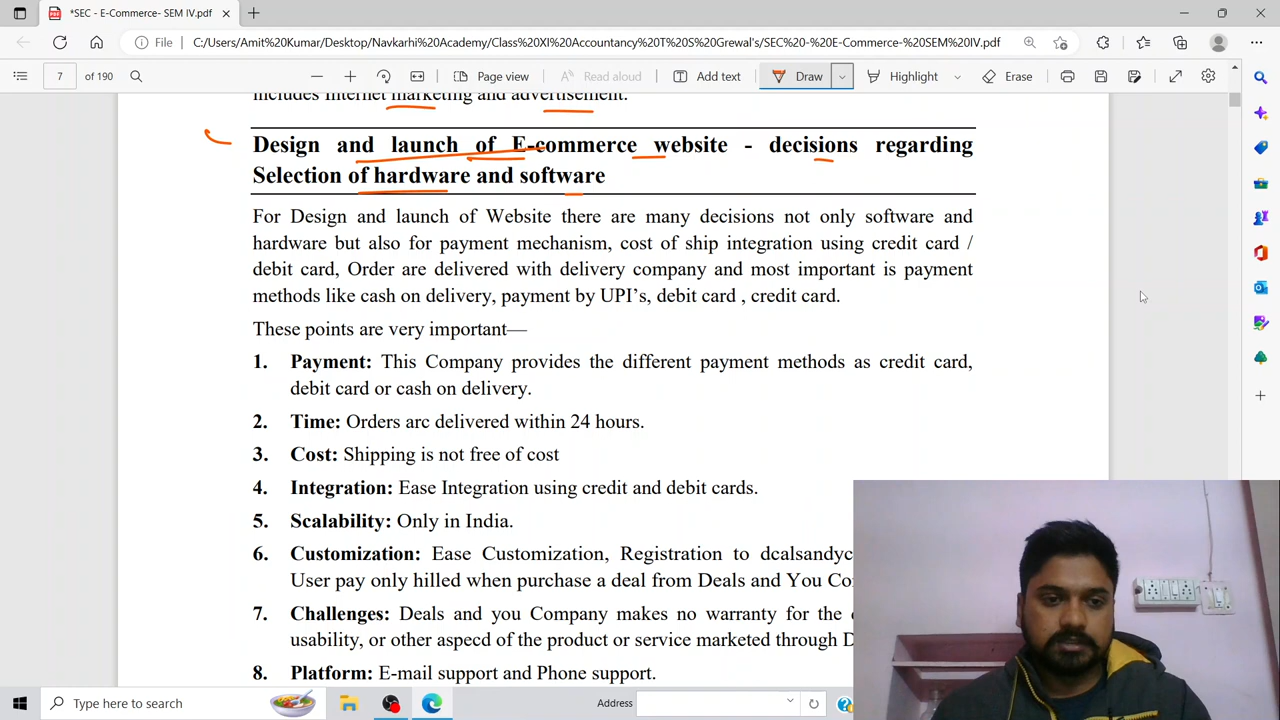 *SEC - E-Commerce- SEM IV.pdf
File C:/Users/Amit%20Kumar/Desktop/Navkarhi%20Academy/Class%20XI%20Accountancy%20T%20S%20Grewal's/SEC%20-%20E-Commerce-%20SEM%20IV.pdf
7 of 190 Page view Read aloud Add text Draw Highlight Erase
includes Internet marketing and advertisement.
Design and launch of E-commerce website - decisions regarding
Selection of hardware and software
For Design and launch of Website there are many decisions not only software and
hardware but also for payment mechanism, cost of ship integration using credit card /
debit card, Order are delivered with delivery company and most important is payment
methods like cash on delivery, payment by UPI's, debit card , credit card.
These points are very important—
1. Payment: This Company provides the different payment methods as credit card,
debit card or cash on delivery.
2. Time: Orders arc delivered within 24 hours.
3. Cost: Shipping is not free of cost
4. Integration: Ease Integration using credit and debit cards.
5. Scalability: Only in India.
6. Customization: Ease Customization, Registration to dcalsandyc
User pay only hilled when purchase a deal from Deals and You Co
7. Challenges: Deals and you Company makes no warranty for the
usability, or other aspecd of the product or service marketed through D
8. Platform: E-mail support and Phone support.
Type here to search Address